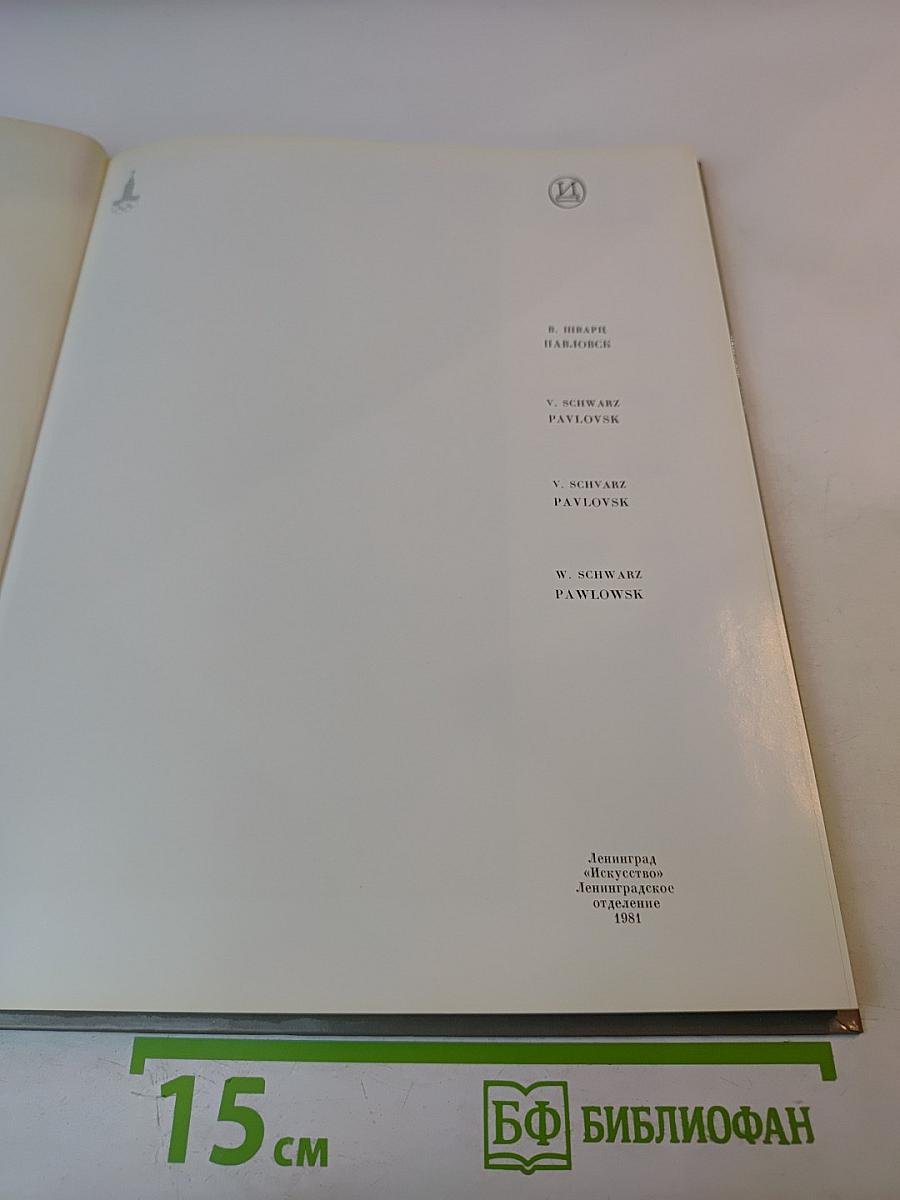 И
В. ШВАРЦ
ПАВЛОВСК
V. SCHWARZ
PAVLOVSK
V. SCHVARZ
PAVLOVSK
W. SCHWARZ
PAWLOWSK
Ленинград
«Искусство»
Ленинградское
отделение
1981
15 см
БФ БИБЛИОФАН